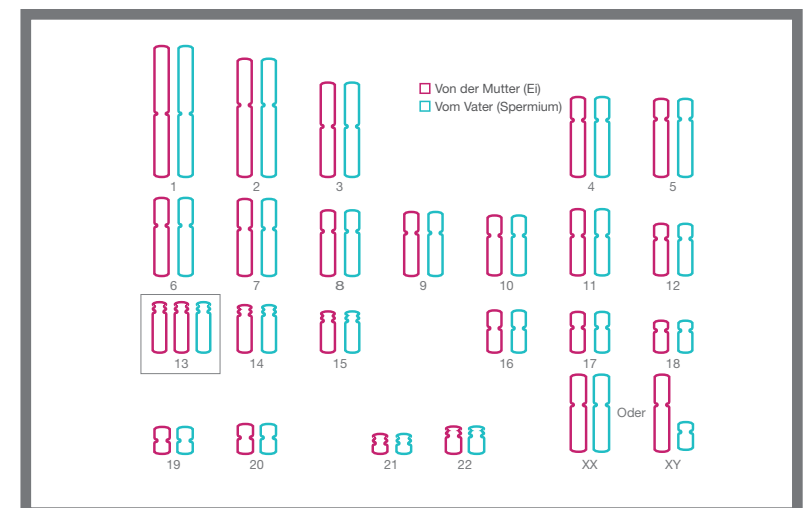 Von der Mutter (Ei)
Vom Vater (Spermium)
1 2 3 4 5
6 7 8 9 10 11 12
13 14 15 16 17 18
Oder
19 20 21 22 XX XY